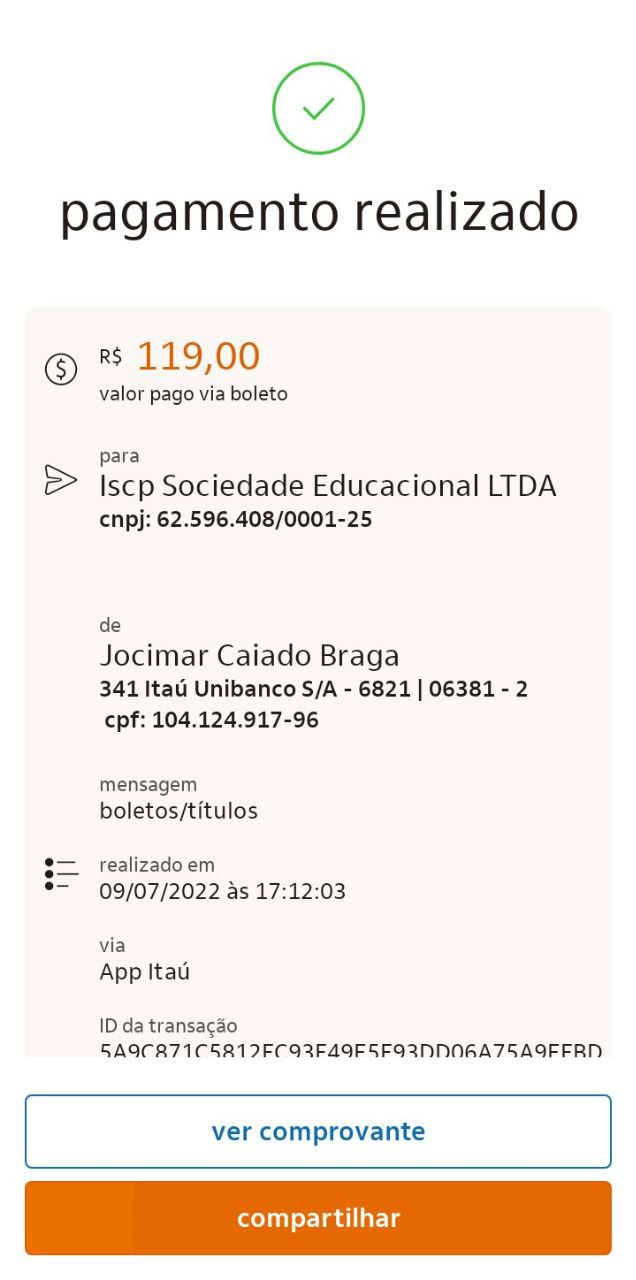 pagamento realizado
R$ 119,00
valor pago via boleto
para
Iscp Sociedade Educacional LTDA
cnpj: 62.596.408/0001-25
de
Jocimar Caiado Braga
341 Itaú Unibanco S/A - 6821 | 06381 - 2
cpf: 104.124.917-96
mensagem
boletos/títulos
realizado em
09/07/2022 às 17:12:03
via
App Itaú
ID da transação
ver comprovante
compartilhar